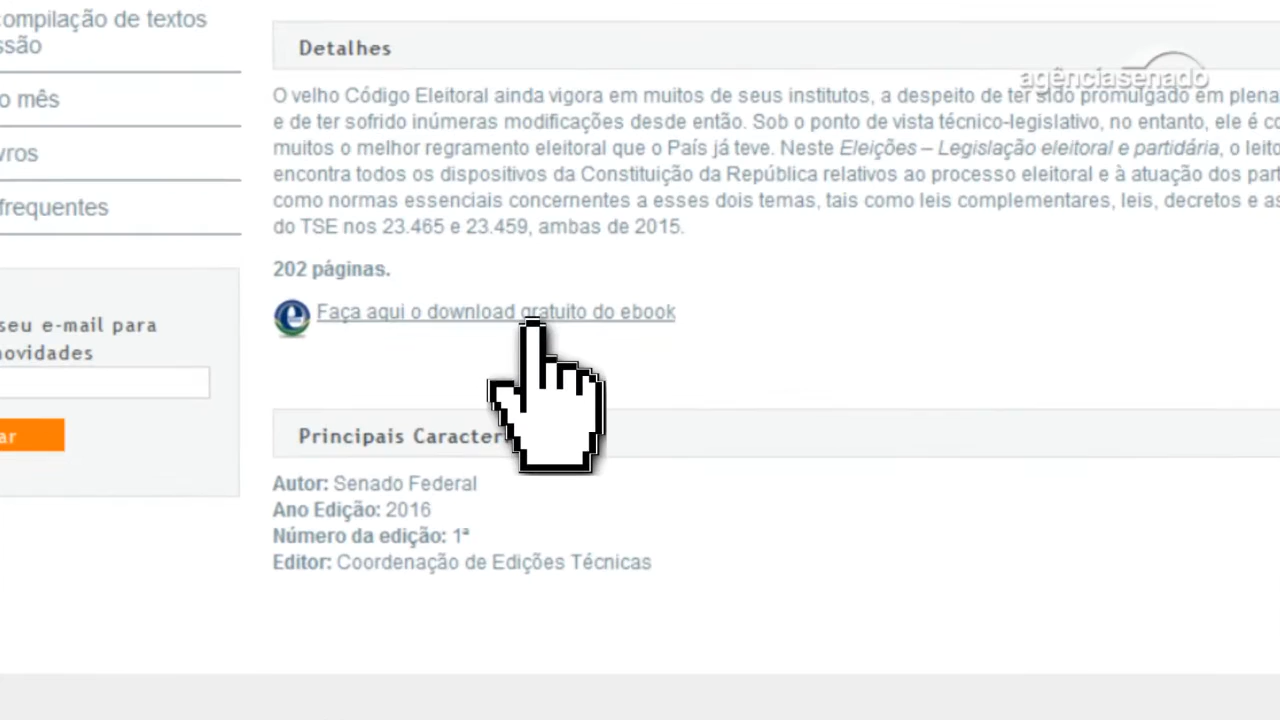 compilação de textos
ssão
o mês
vros
frequentes
seu e-mail para
novidades
ar
agênciasenado
Detalhes
O velho Código Eleitoral ainda vigora em muitos de seus institutos, a despeito de ter sido promulgado em plena
e de ter sofrido inúmeras modificações desde então. Sob o ponto de vista técnico-legislativo, no entanto, ele é co
muitos o melhor regramento eleitoral que o País já teve. Neste Eleições – Legislação eleitoral e partidária, o leito
encontra todos os dispositivos da Constituição da República relativos ao processo eleitoral e à atuação dos part
como normas essenciais concernentes a esses dois temas, tais como leis complementares, leis, decretos e as
do TSE nos 23.465 e 23.459, ambas de 2015.
202 páginas.
Faça aqui o download gratuito do ebook
Principais Caracter
Autor: Senado Federal
Ano Edição: 2016
Número da edição: 1ª
Editor: Coordenação de Edições Técnicas